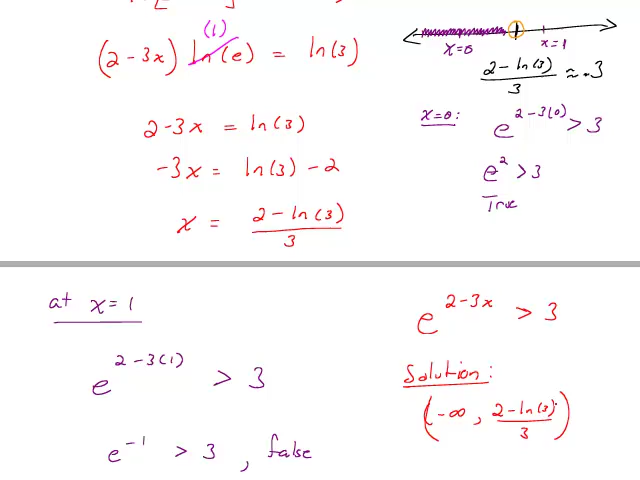 (2 - 3x) ln(e) = ln(3)
(1)
2 - 3x = ln(3)
-3x = ln(3) - 2
x = (2 - ln(3))/3
x=0 x=1
(2 - ln(3))/3 ≈ .3
x=0: e^(2-3(0)) > 3
e^2 > 3
True
at x = 1
e^(2-3(1)) > 3
e^-1 > 3 , false
e^(2-3x) > 3
Solution:
(-∞ , (2-ln(3))/3)